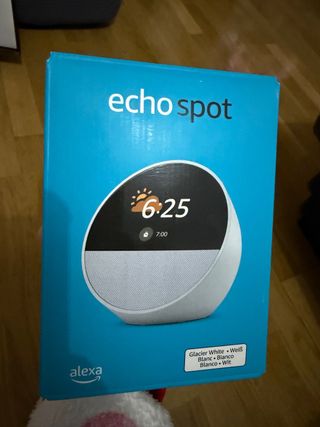 echo spot
6:25
7:00
Glacier White • Weiß
Blanc • Bianco
Blanco • Wit
alexa